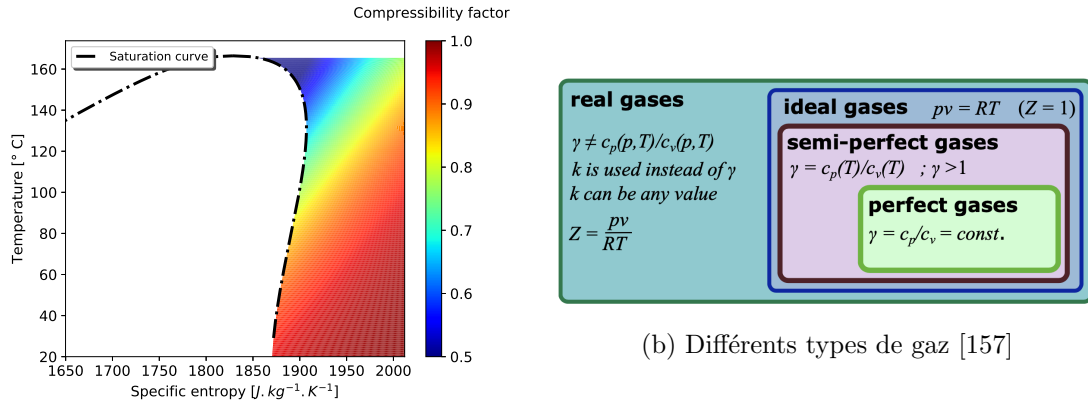 Compressibility factor
Saturation curve
160
140
120
100
80
60
40
20
Temperature [° C]
1650 1700 1750 1800 1850 1900 1950 2000
Specific entropy [J.kg⁻¹.K⁻¹]
1.0
0.9
0.8
0.7
0.6
0.5
real gases
γ ≠ cₚ(p,T)/cᵥ(p,T)
k is used instead of γ
k can be any value
Z = pv/RT
ideal gases pv = RT (Z = 1)
semi-perfect gases
γ = cₚ(T)/cᵥ(T) ; γ >1
perfect gases
γ = cₚ/cᵥ = const.
(b) Différents types de gaz [157]